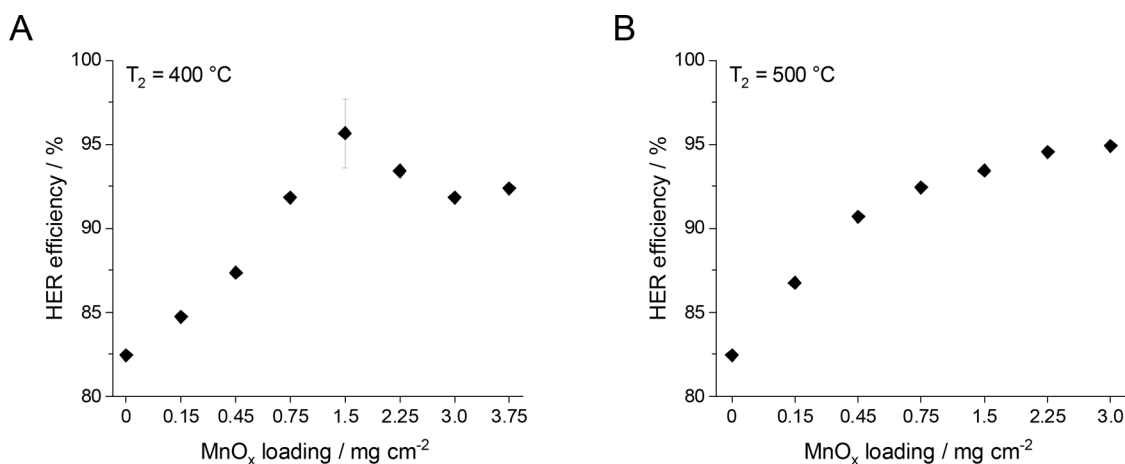 A
T₂ = 400 °C
HER efficiency / %
100
95
90
85
80
0 0.15 0.45 0.75 1.5 2.25 3.0 3.75
MnOₓ loading / mg cm⁻²
B
T₂ = 500 °C
HER efficiency / %
100
95
90
85
80
0 0.15 0.45 0.75 1.5 2.25 3.0
MnOₓ loading / mg cm⁻²